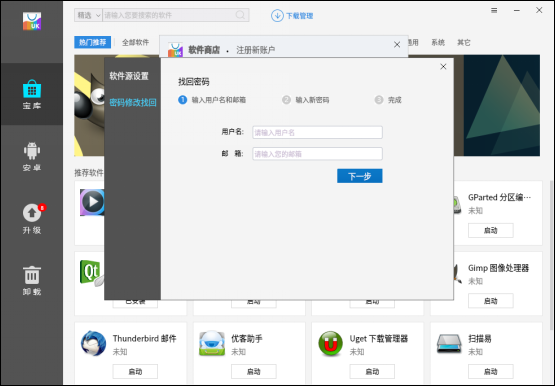 UK
精选
请输入您要搜索的软件
下载管理
热门推荐
全部软件
通用
系统
其它
软件商店 · 注册新账户
宝库
安卓
升级
卸载
推荐软件
软件源设置
密码修改找回
找回密码
1 输入用户名和邮箱
2 输入新密码
3 完成
用户名:
请输入用户名
邮 箱:
请输入您的邮箱
下一步
GParted 分区编…
未知
启动
Qt
Gimp 图像处理器
未知
已安装
启动
启动
启动
Thunderbird 邮件
未知
启动
优客助手
未知
启动
Uget 下载管理器
未知
启动
扫描易
未知
启动